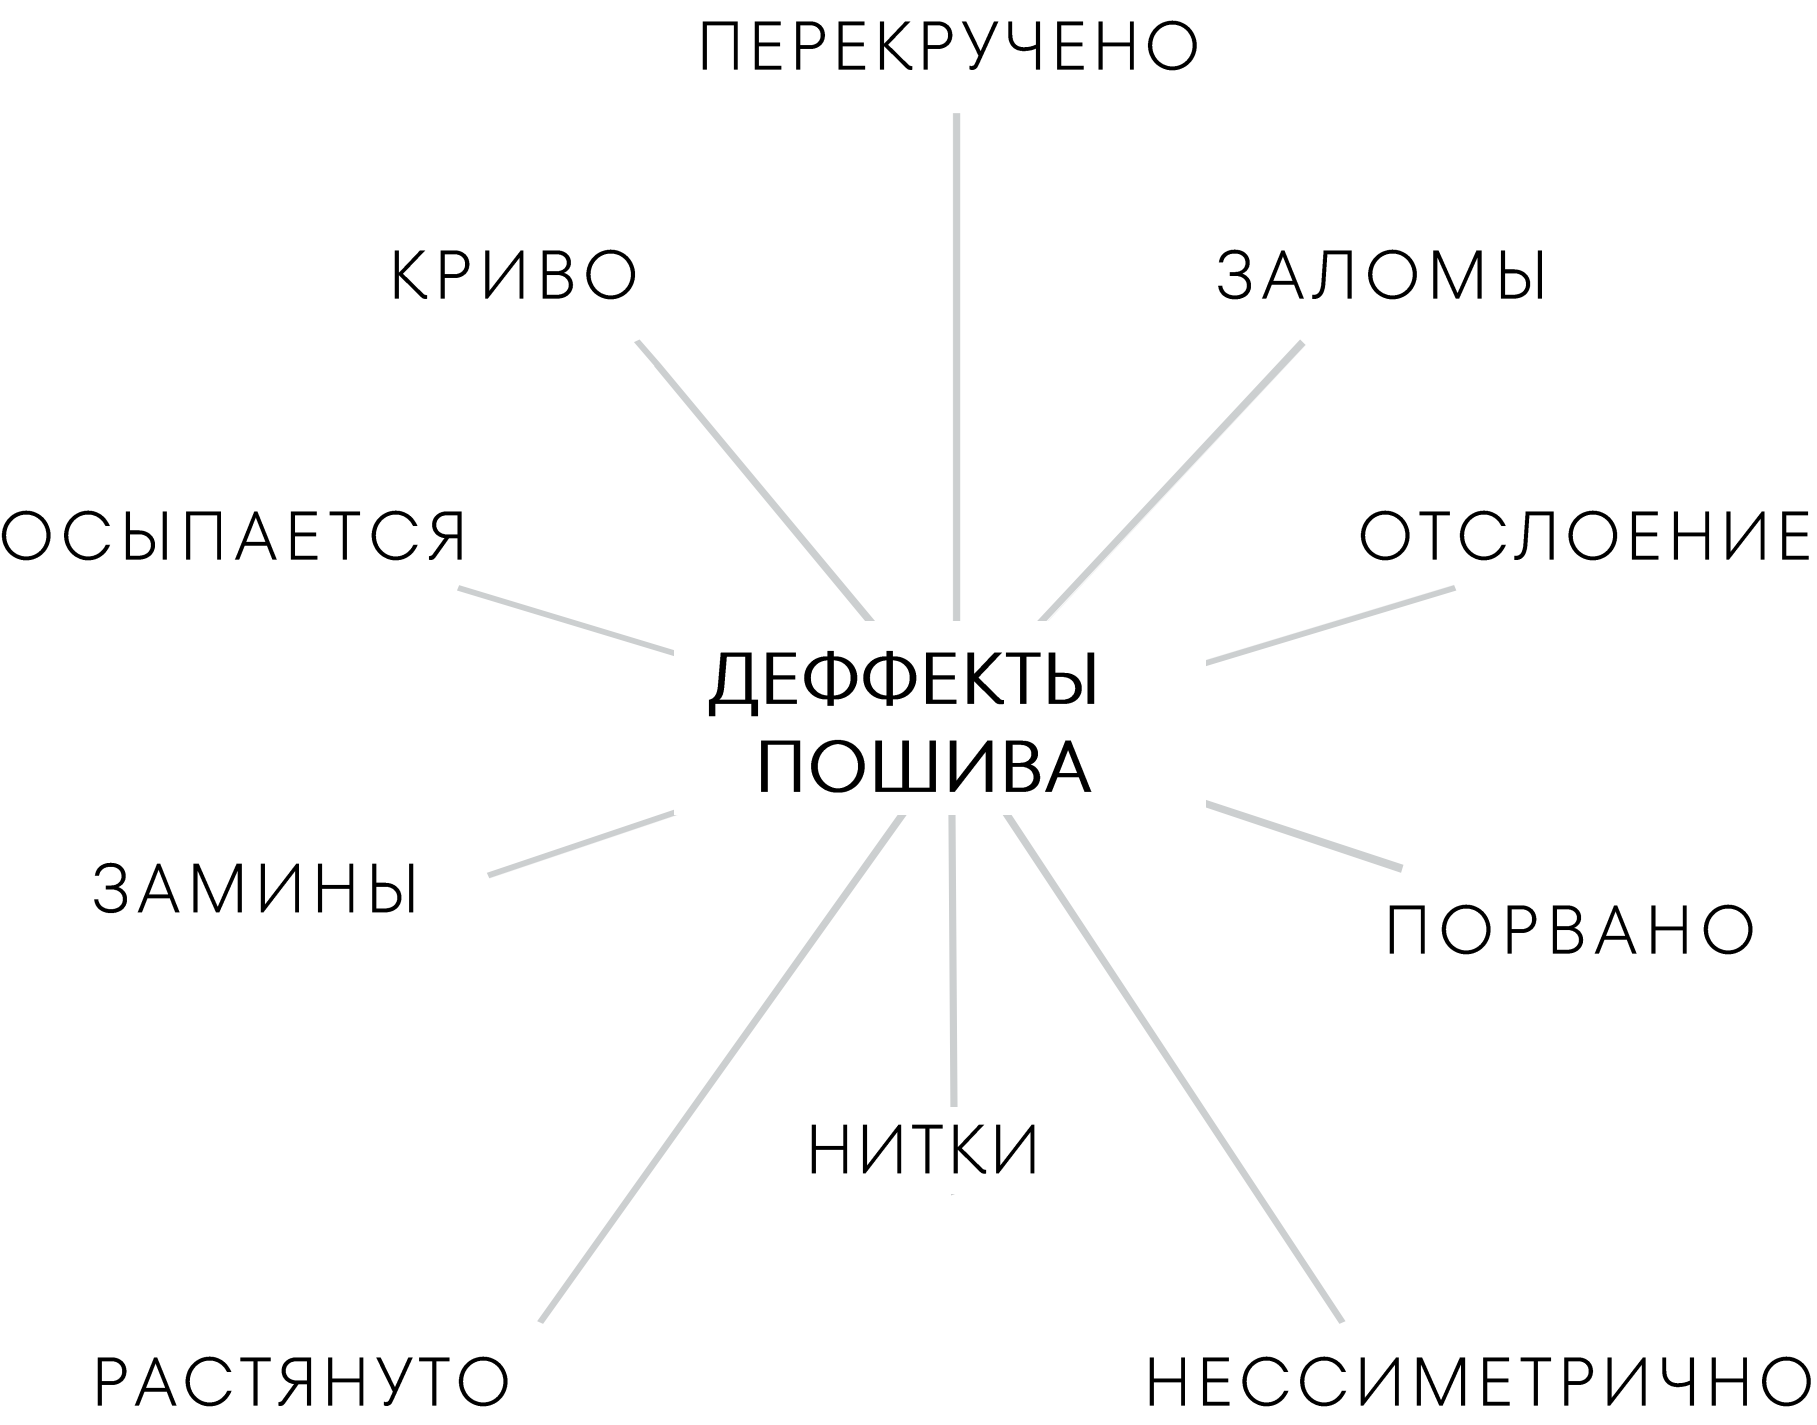 ПЕРЕКРУЧЕНО
КРИВО
ЗАЛОМЫ
ОСЫПАЕТСЯ
ОТСЛОЕНИЕ
ДЕФФЕКТЫ
ПОШИВА
ЗАМИНЫ
ПОРВАНО
НИТКИ
РАСТЯНУТО
НЕССИМЕТРИЧНО